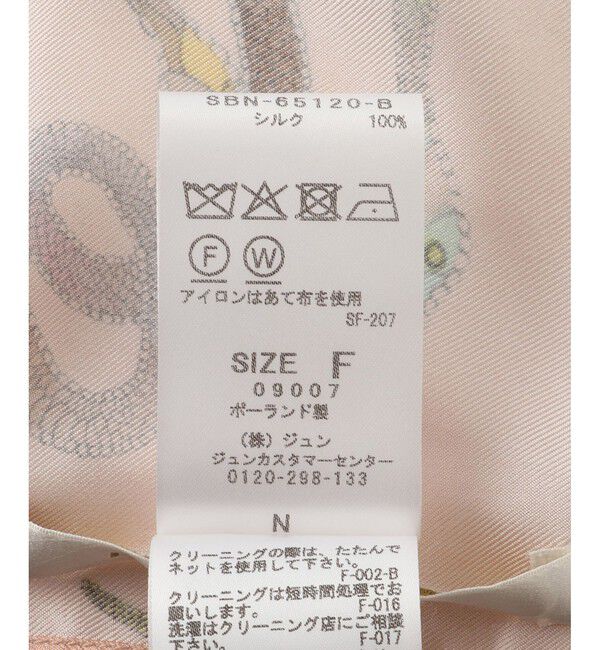 SBN-65120-B
シルク 100%
F W
アイロンはあて布を使用
SF-207
SIZE F
09007
ポーランド製
(株)ジュン
ジュンカスタマーセンター
0120-298-133
N
クリーニングの際は、たたんで
ネットを使用して下さい。
F-002-B
クリーニングは短時間処理でお
願いします。 F-016
洗濯はクリーニング店にいって
下さい。 F-017